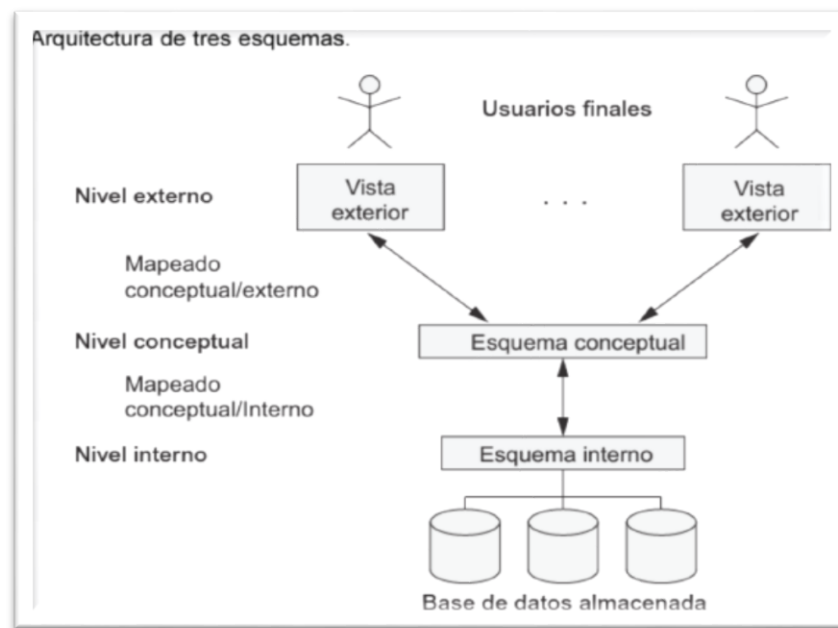 Arquitectura de tres esquemas.
Usuarios finales
Nivel externo
Vista
exterior
. . .
Vista
exterior
Mapeado
conceptual/externo
Nivel conceptual
Esquema conceptual
Mapeado
conceptual/Interno
Nivel interno
Esquema interno
Base de datos almacenada